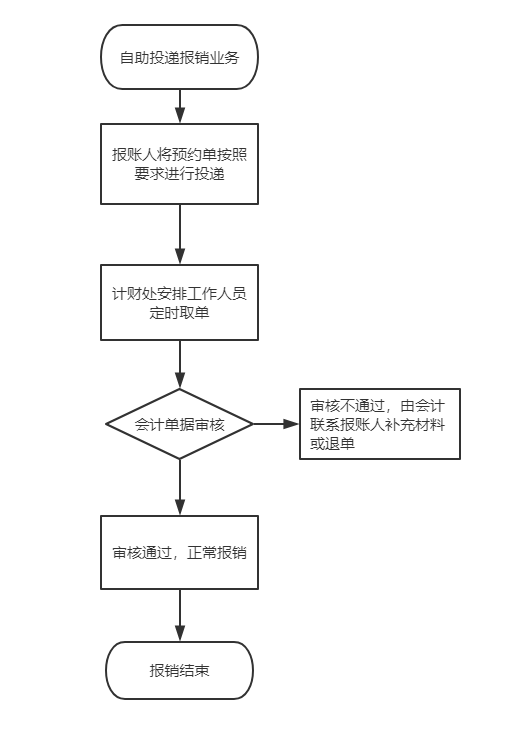 自助投递报销业务
报账人将预约单按照
要求进行投递
计财处安排工作人员
定时取单
会计单据审核
审核不通过，由会计
联系报账人补充材料
或退单
审核通过，正常报销
报销结束